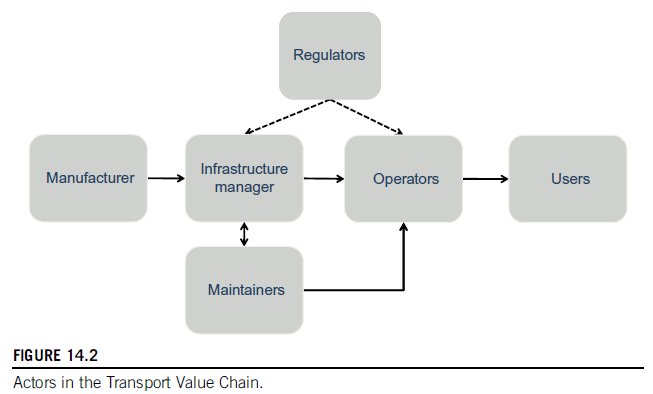 Regulators
Manufacturer
Infrastructure
manager
Operators
Users
Maintainers
FIGURE 14.2
Actors in the Transport Value Chain.